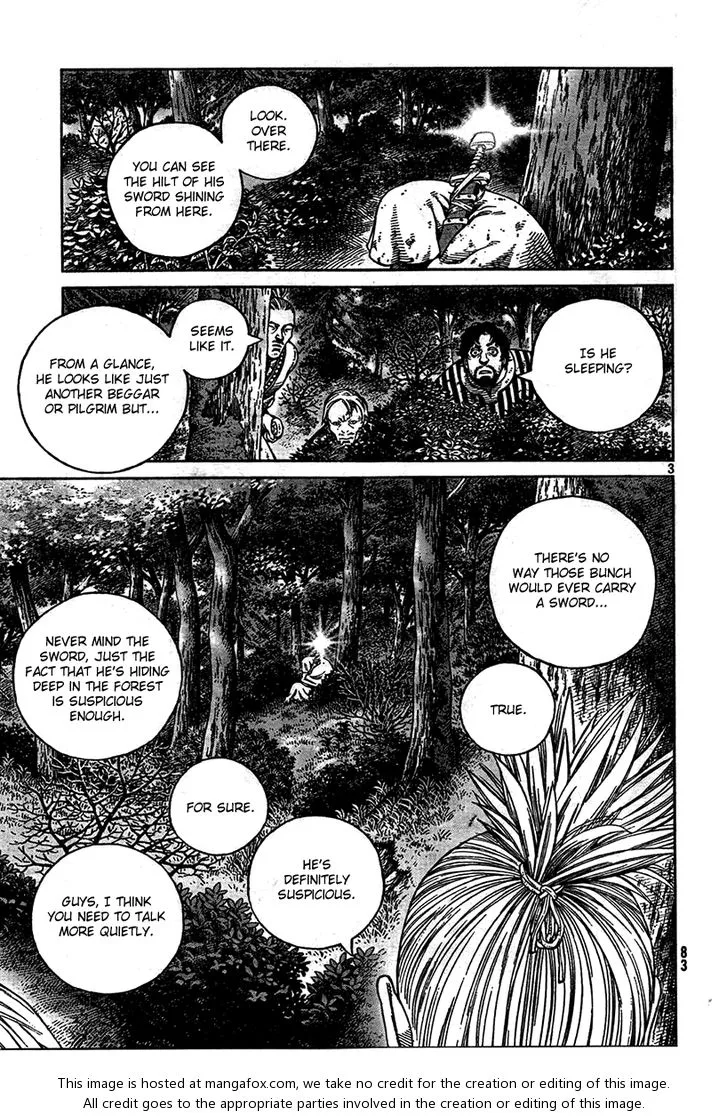 LOOK.
OVER
THERE.
YOU CAN SEE
THE HILT OF HIS
SWORD SHINING
FROM HERE.
IS HE
SLEEPING?
SEEMS
LIKE IT.
FROM A GLANCE,
HE LOOKS LIKE JUST
ANOTHER BEGGAR
OR PILGRIM BUT...
3
THERE'S NO
WAY THOSE BUNCH
WOULD EVER CARRY
A SWORD...
TRUE.
NEVER MIND THE
SWORD, JUST THE
FACT THAT HE'S HIDING
DEEP IN THE FOREST
IS SUSPICIOUS
ENOUGH.
FOR SURE.
HE'S
DEFINITELY
SUSPICIOUS.
GUYS, I THINK
YOU NEED TO TALK
MORE QUIETLY.
83
This image is hosted at mangafox.com, we take no credit for the creation or editing of this image.
All credit goes to the appropriate parties involved in the creation or editing of this image.